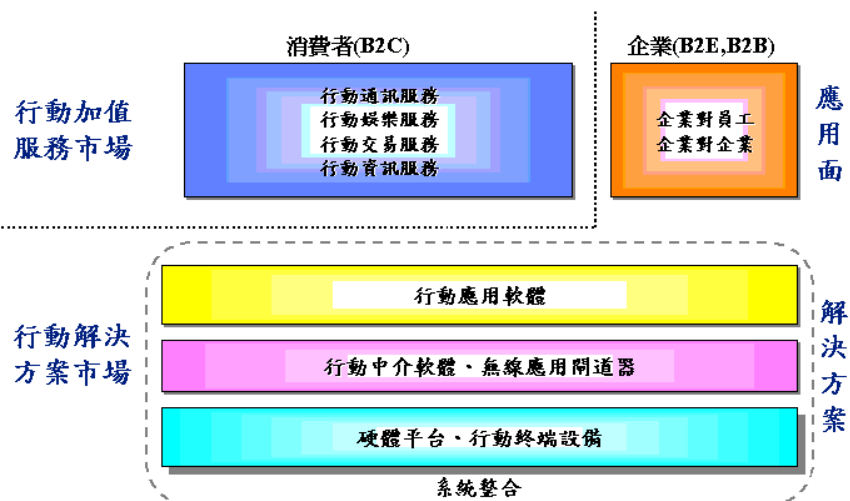 消費者(B2C)
企業(B2E,B2B)
行動加值
服務市場
行動通訊服務
行動娛樂服務
行動交易服務
行動資訊服務
企業對員工
企業對企業
應用面
行動解決
方案市場
行動應用軟體
行動中介軟體、無線應用閘道器
硬體平台、行動終端設備
系統整合
解決方案